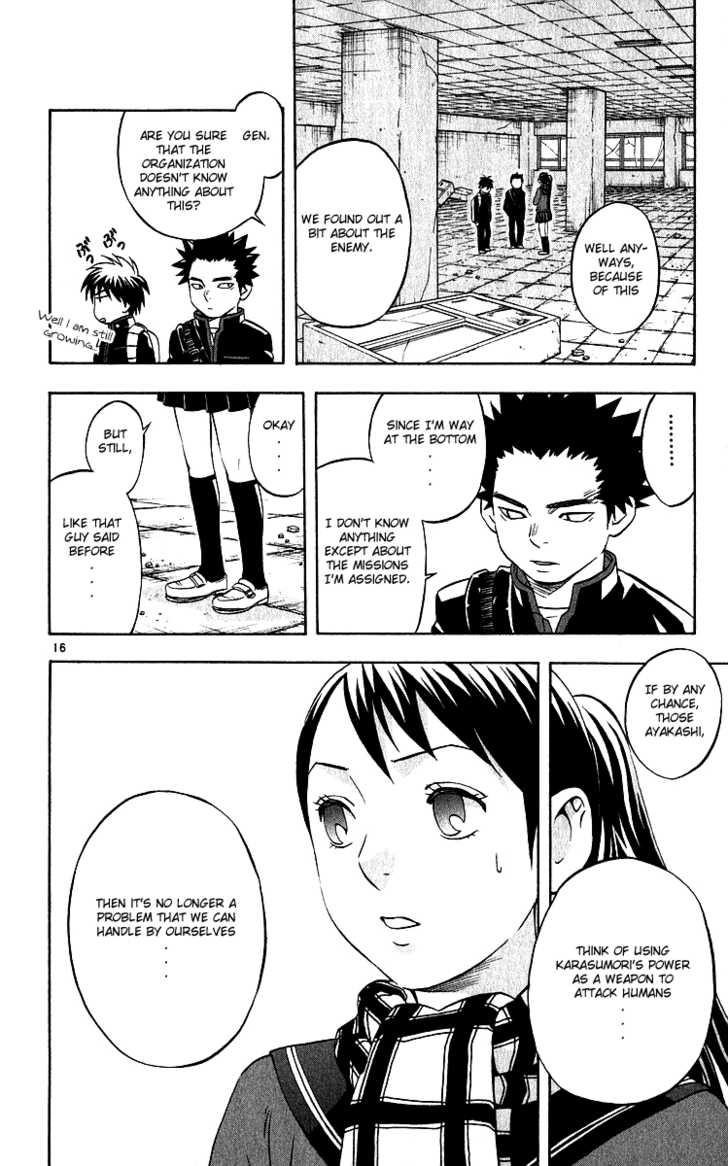 WELL ANY-
WAYS,
BECAUSE
OF THIS
WE FOUND OUT A
BIT ABOUT THE
ENEMY.
GEN.
ARE YOU SURE
THAT THE
ORGANIZATION
DOESN'T KNOW
ANYTHING ABOUT
THIS?
ぶつ
ぶつ
Well I am still
growing...
.........
SINCE I'M WAY
AT THE BOTTOM
...
I DON'T KNOW
ANYTHING
EXCEPT ABOUT
THE MISSIONS
I'M ASSIGNED.
OKAY
...
BUT
STILL,
LIKE THAT
GUY SAID
BEFORE
...
16
IF BY ANY
CHANCE,
THOSE
AYAKASHI,
THINK OF USING
KARASUMORI'S POWER
AS A WEAPON TO
ATTACK HUMANS
...
THEN IT'S NO LONGER A
PROBLEM THAT WE CAN
HANDLE BY OURSELVES
...